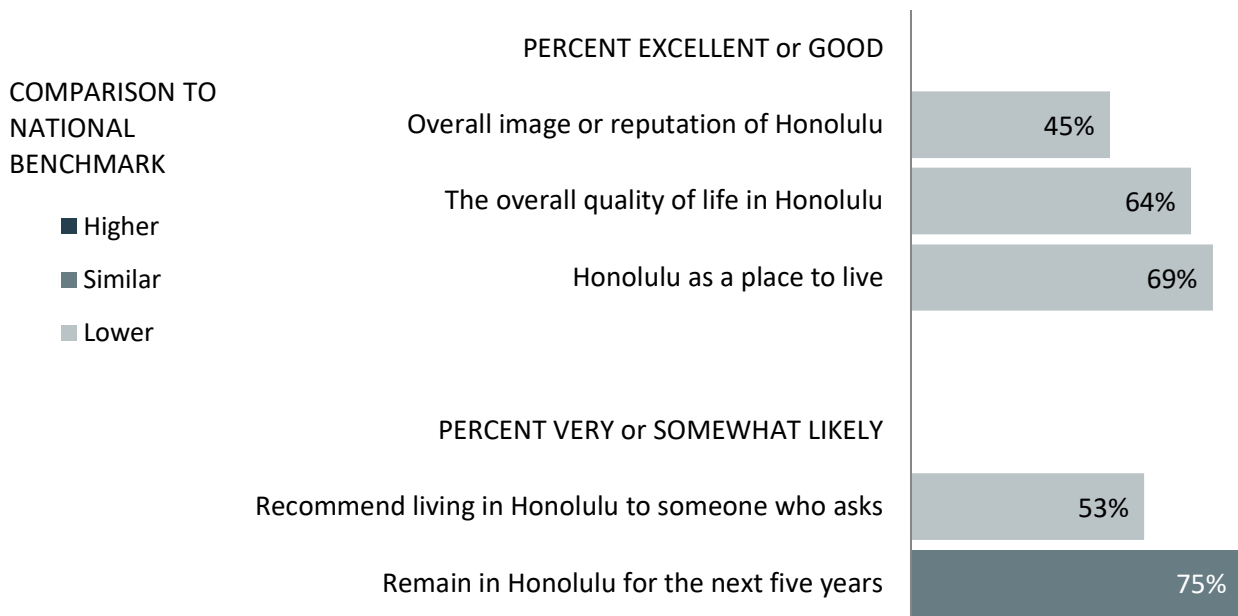 PERCENT EXCELLENT or GOOD
COMPARISON TO
NATIONAL
BENCHMARK
Higher
Similar
Lower
Overall image or reputation of Honolulu 45%
The overall quality of life in Honolulu 64%
Honolulu as a place to live 69%
PERCENT VERY or SOMEWHAT LIKELY
Recommend living in Honolulu to someone who asks 53%
Remain in Honolulu for the next five years 75%